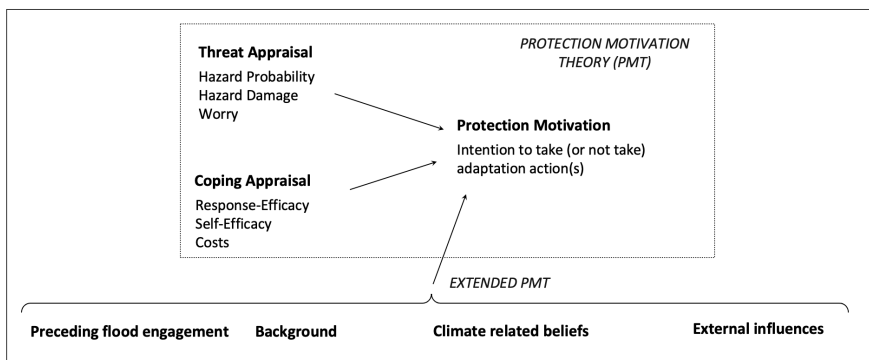 Threat Appraisal
Hazard Probability
Hazard Damage
Worry
PROTECTION MOTIVATION
THEORY (PMT)
Protection Motivation
Intention to take (or not take)
adaptation action(s)
Coping Appraisal
Response-Efficacy
Self-Efficacy
Costs
EXTENDED PMT
Preceding flood engagement
Background
Climate related beliefs
External influences